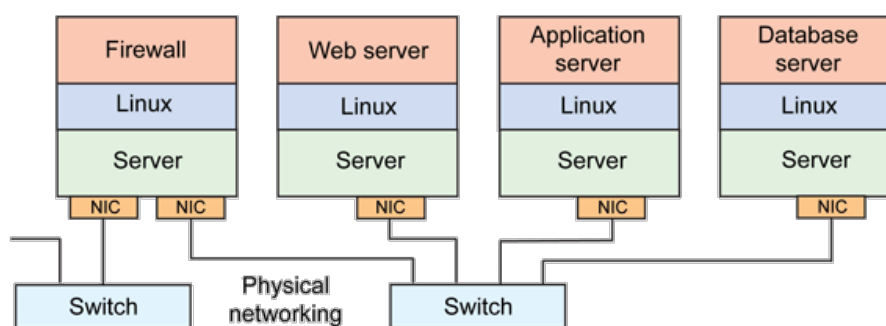 Firewall
Web server
Application
server
Database
server
Linux
Linux
Linux
Linux
Server
Server
Server
Server
NIC
NIC
NIC
NIC
NIC
Physical
networking
Switch
Switch